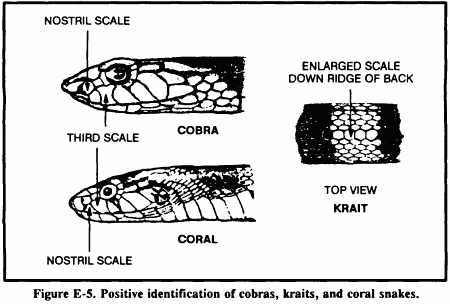 NOSTRIL SCALE
THIRD SCALE
COBRA
NOSTRIL SCALE
CORAL
ENLARGED SCALE
DOWN RIDGE OF BACK
TOP VIEW
KRAIT
Figure E-5. Positive identification of cobras, kraits, and coral snakes.